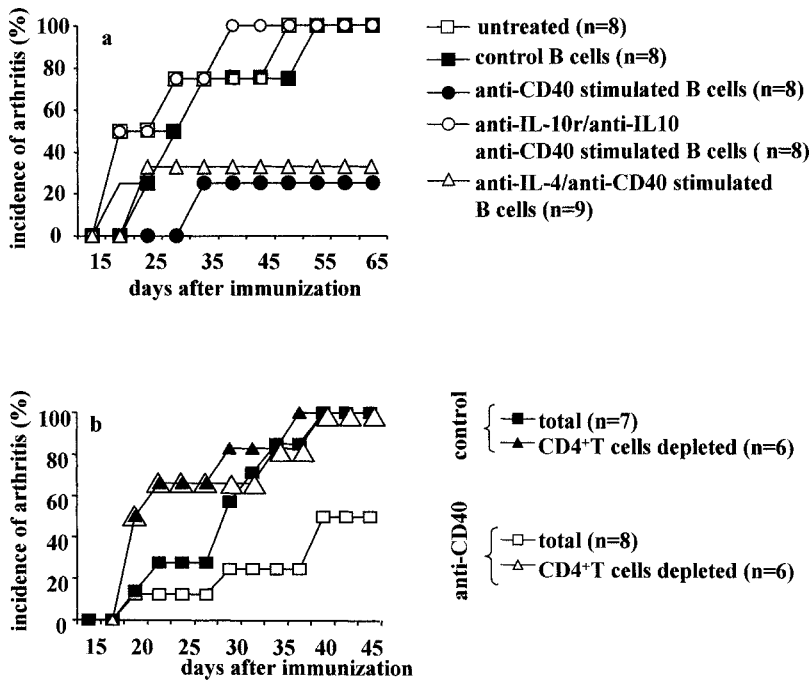 a
incidence of arthritis (%)
100
80
60
40
20
0
15 25 35 45 55 65
days after immunization
untreated (n=8)
control B cells (n=8)
anti-CD40 stimulated B cells (n=8)
anti-IL-10r/anti-IL10
anti-CD40 stimulated B cells ( n=8)
anti-IL-4/anti-CD40 stimulated
B cells (n=9)
b
incidence of arthritis (%)
100
80
60
40
20
0
15 20 25 30 35 40 45
days after immunization
control
total (n=7)
CD4⁺T cells depleted (n=6)
anti-CD40
total (n=8)
CD4⁺T cells depleted (n=6)